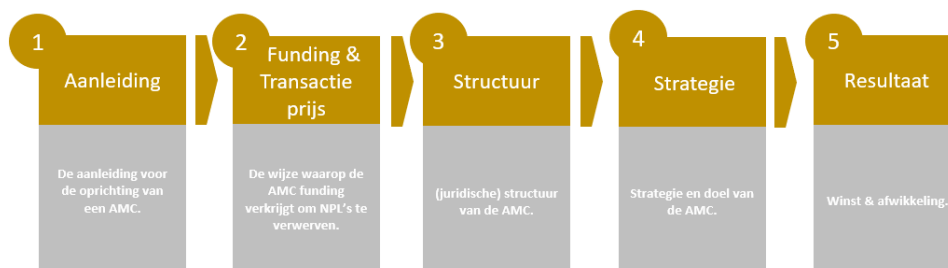 1
Aanleiding
De aanleiding voor
de oprichting van
een AMC.
2
Funding &
Transactie
prijs
De wijze waarop de
AMC funding
verkrijgt om NPL's te
verwerven.
3
Structuur
(juridische) structuur
van de AMC.
4
Strategie
Strategie en doel van
de AMC.
5
Resultaat
Winst & afwikkeling.